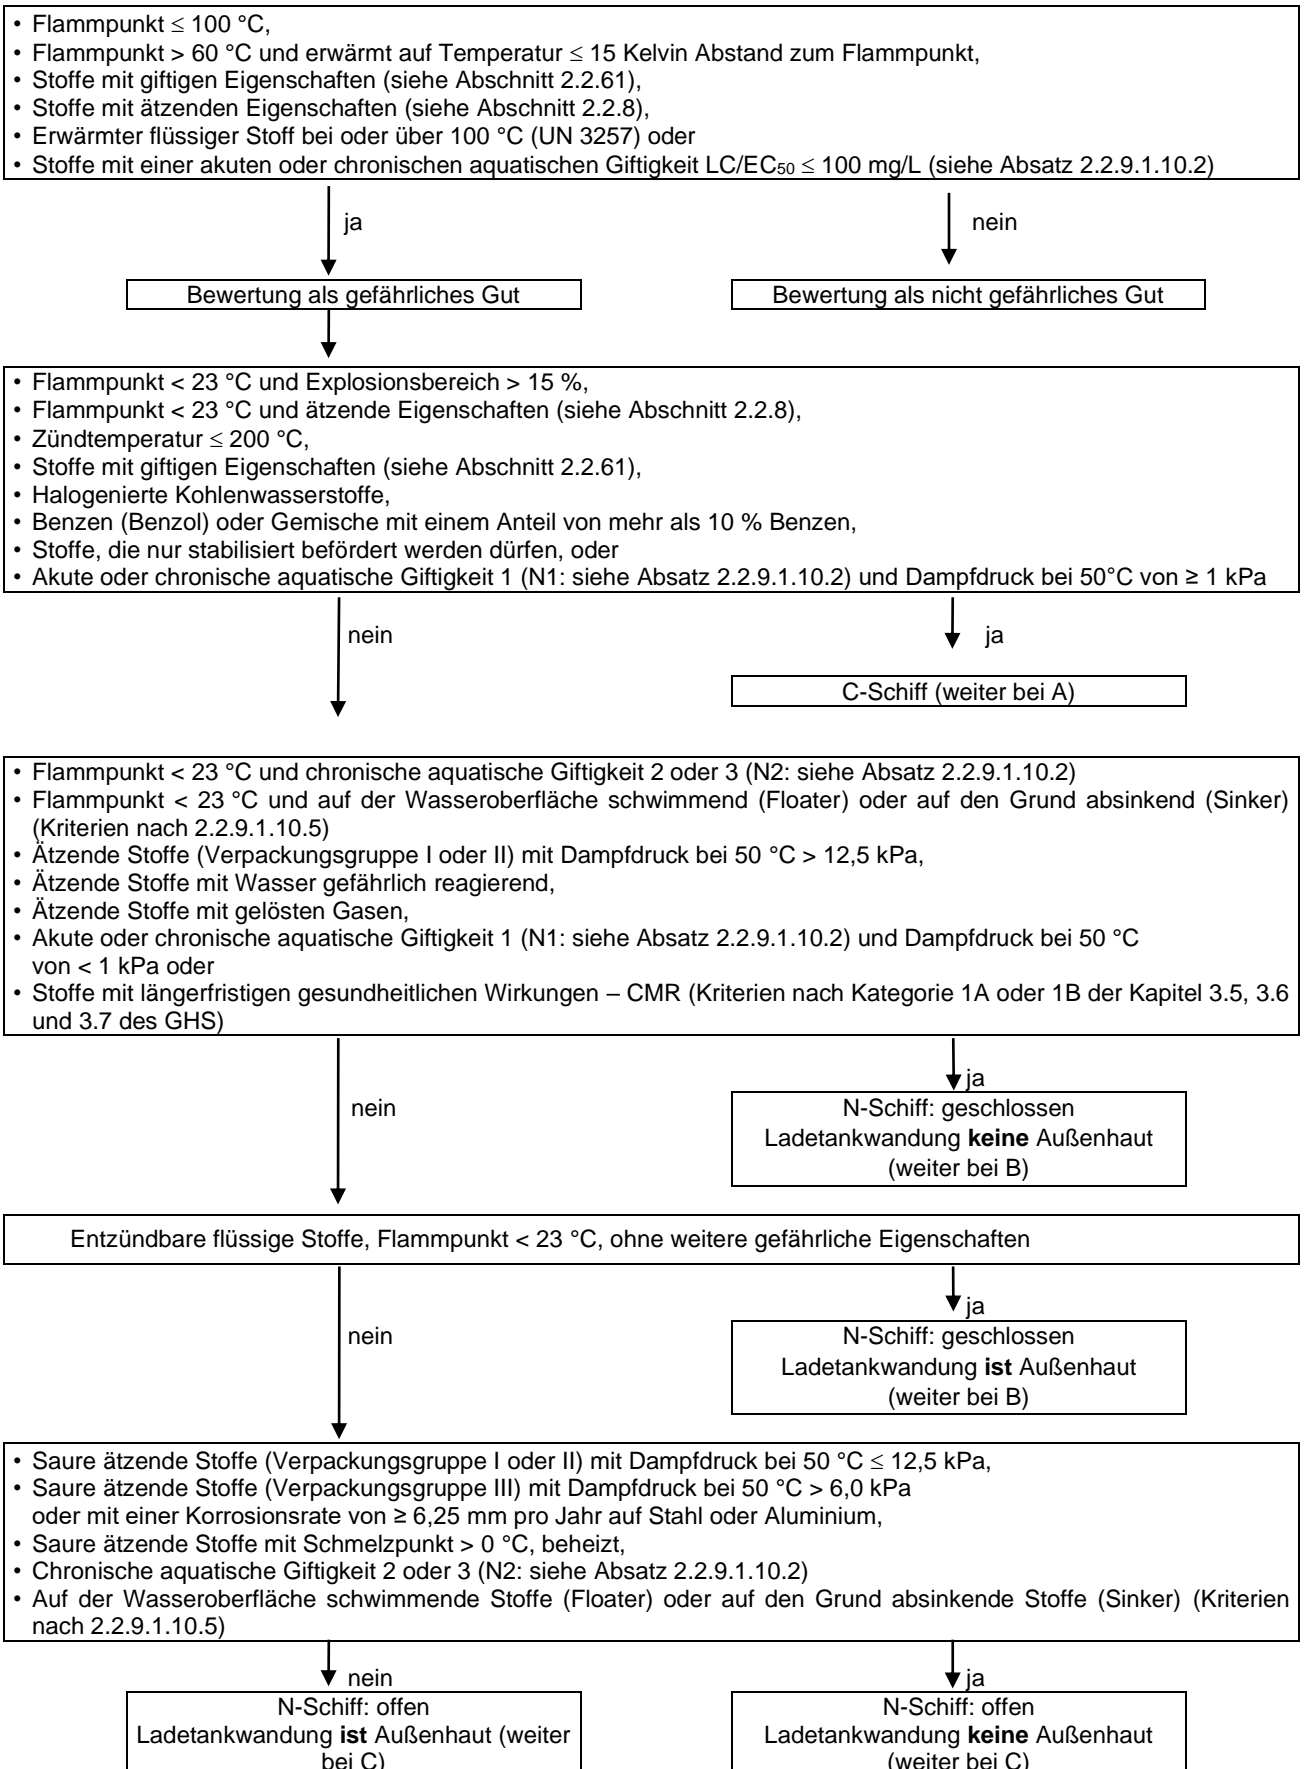 • Flammpunkt ≤ 100 °C,
• Flammpunkt > 60 °C und erwärmt auf Temperatur ≤ 15 Kelvin Abstand zum Flammpunkt,
• Stoffe mit giftigen Eigenschaften (siehe Abschnitt 2.2.61),
• Stoffe mit ätzenden Eigenschaften (siehe Abschnitt 2.2.8),
• Erwärmter flüssiger Stoff bei oder über 100 °C (UN 3257) oder
• Stoffe mit einer akuten oder chronischen aquatischen Giftigkeit LC/EC₅₀ ≤ 100 mg/L (siehe Absatz 2.2.9.1.10.2)
ja
nein
Bewertung als gefährliches Gut
Bewertung als nicht gefährliches Gut
• Flammpunkt < 23 °C und Explosionsbereich > 15 %,
• Flammpunkt < 23 °C und ätzende Eigenschaften (siehe Abschnitt 2.2.8),
• Zündtemperatur ≤ 200 °C,
• Stoffe mit giftigen Eigenschaften (siehe Abschnitt 2.2.61),
• Halogenierte Kohlenwasserstoffe,
• Benzen (Benzol) oder Gemische mit einem Anteil von mehr als 10 % Benzen,
• Stoffe, die nur stabilisiert befördert werden dürfen, oder
• Akute oder chronische aquatische Giftigkeit 1 (N1: siehe Absatz 2.2.9.1.10.2) und Dampfdruck bei 50°C von ≥ 1 kPa
nein
ja
C-Schiff (weiter bei A)
• Flammpunkt < 23 °C und chronische aquatische Giftigkeit 2 oder 3 (N2: siehe Absatz 2.2.9.1.10.2)
• Flammpunkt < 23 °C und auf der Wasseroberfläche schwimmend (Floater) oder auf den Grund absinkend (Sinker)
(Kriterien nach 2.2.9.1.10.5)
• Ätzende Stoffe (Verpackungsgruppe I oder II) mit Dampfdruck bei 50 °C > 12,5 kPa,
• Ätzende Stoffe mit Wasser gefährlich reagierend,
• Ätzende Stoffe mit gelösten Gasen,
• Akute oder chronische aquatische Giftigkeit 1 (N1: siehe Absatz 2.2.9.1.10.2) und Dampfdruck bei 50 °C
von < 1 kPa oder
• Stoffe mit längerfristigen gesundheitlichen Wirkungen – CMR (Kriterien nach Kategorie 1A oder 1B der Kapitel 3.5, 3.6
und 3.7 des GHS)
nein
ja
N-Schiff: geschlossen
Ladetankwandung keine Außenhaut
(weiter bei B)
Entzündbare flüssige Stoffe, Flammpunkt < 23 °C, ohne weitere gefährliche Eigenschaften
nein
ja
N-Schiff: geschlossen
Ladetankwandung ist Außenhaut
(weiter bei B)
• Saure ätzende Stoffe (Verpackungsgruppe I oder II) mit Dampfdruck bei 50 °C ≤ 12,5 kPa,
• Saure ätzende Stoffe (Verpackungsgruppe III) mit Dampfdruck bei 50 °C > 6,0 kPa
oder mit einer Korrosionsrate von ≥ 6,25 mm pro Jahr auf Stahl oder Aluminium,
• Saure ätzende Stoffe mit Schmelzpunkt > 0 °C, beheizt,
• Chronische aquatische Giftigkeit 2 oder 3 (N2: siehe Absatz 2.2.9.1.10.2)
• Auf der Wasseroberfläche schwimmende Stoffe (Floater) oder auf den Grund absinkende Stoffe (Sinker) (Kriterien
nach 2.2.9.1.10.5)
nein
ja
N-Schiff: offen
Ladetankwandung ist Außenhaut (weiter
bei C)
N-Schiff: offen
Ladetankwandung keine Außenhaut
(weiter bei C)